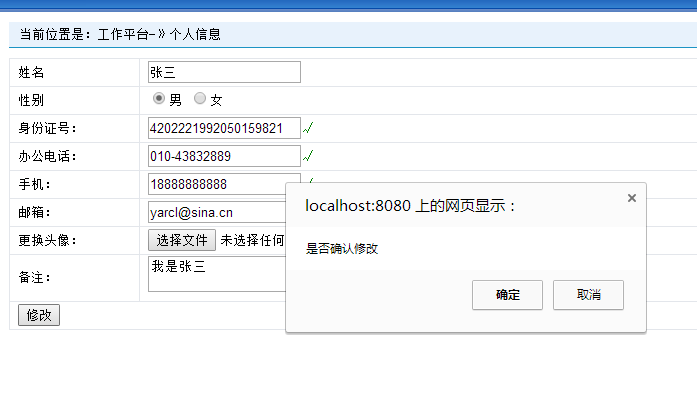 当前位置是：工作平台-》个人信息
姓名 张三
性别 男 女
身份证号： 4202221992050159821
办公电话： 010-43832889
手机： 18888888888
邮箱： yarcl@sina.cn
更换头像： 选择文件 未选择任何
备注： 我是张三
修改
localhost:8080 上的网页显示：
是否确认修改
确定 取消